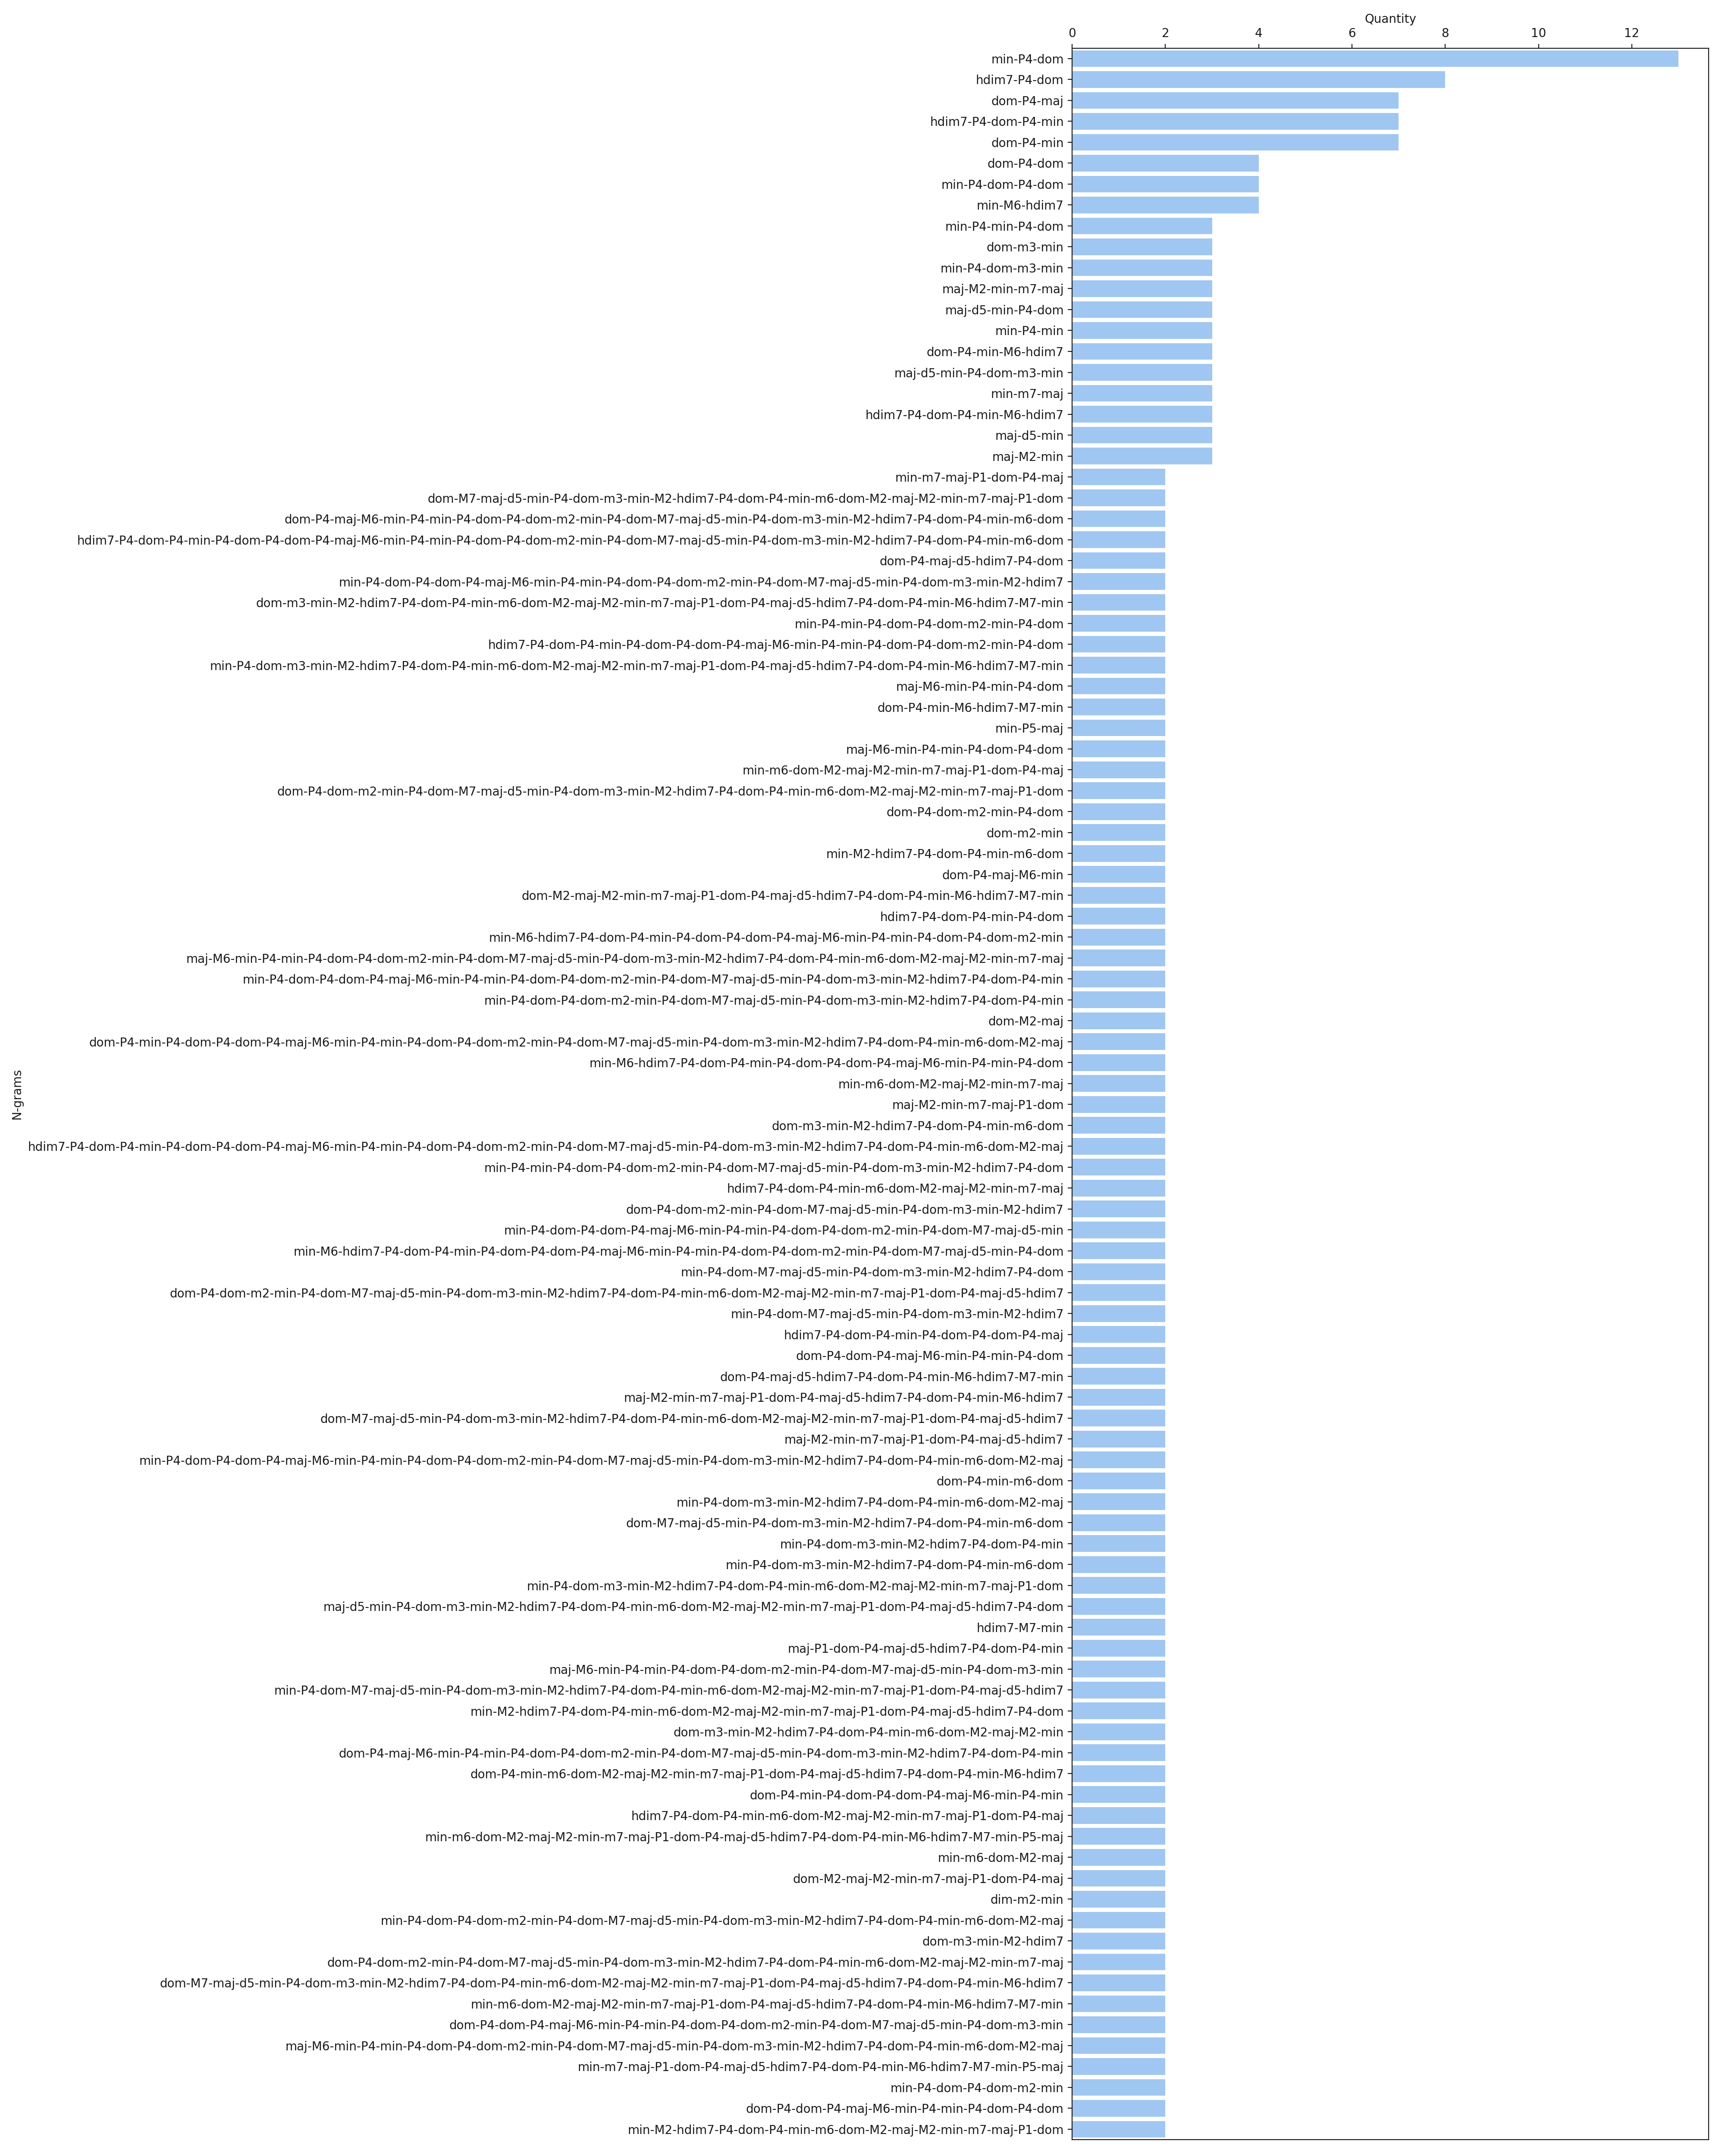 Quantity
0 2 4 6 8 10 12
min-P4-dom
hdim7-P4-dom
dom-P4-maj
hdim7-P4-dom-P4-min
dom-P4-min
dom-P4-dom
min-P4-dom-P4-dom
min-M6-hdim7
min-P4-min-P4-dom
dom-m3-min
min-P4-dom-m3-min
maj-M2-min-m7-maj
maj-d5-min-P4-dom
min-P4-min
dom-P4-min-M6-hdim7
maj-d5-min-P4-dom-m3-min
min-m7-maj
hdim7-P4-dom-P4-min-M6-hdim7
maj-d5-min
maj-M2-min
min-m7-maj-P1-dom-P4-maj
dom-M7-maj-d5-min-P4-dom-m3-min-M2-hdim7-P4-dom-P4-min-m6-dom-M2-maj-M2-min-m7-maj-P1-dom
dom-P4-maj-M6-min-P4-min-P4-dom-P4-dom-m2-min-P4-dom-M7-maj-d5-min-P4-dom-m3-min-M2-hdim7-P4-dom-P4-min-m6-dom
hdim7-P4-dom-P4-min-P4-dom-P4-dom-P4-maj-M6-min-P4-min-P4-dom-P4-dom-m2-min-P4-dom-M7-maj-d5-min-P4-dom-m3-min-M2-hdim7-P4-dom-P4-min-m6-dom
dom-P4-maj-d5-hdim7-P4-dom
min-P4-dom-P4-dom-P4-maj-M6-min-P4-min-P4-dom-P4-dom-m2-min-P4-dom-M7-maj-d5-min-P4-dom-m3-min-M2-hdim7
dom-m3-min-M2-hdim7-P4-dom-P4-min-m6-dom-M2-maj-M2-min-m7-maj-P1-dom-P4-maj-d5-hdim7-P4-dom-P4-min-M6-hdim7-M7-min
min-P4-min-P4-dom-P4-dom-m2-min-P4-dom
hdim7-P4-dom-P4-min-P4-dom-P4-dom-P4-maj-M6-min-P4-min-P4-dom-P4-dom-m2-min-P4-dom
min-P4-dom-m3-min-M2-hdim7-P4-dom-P4-min-m6-dom-M2-maj-M2-min-m7-maj-P1-dom-P4-maj-d5-hdim7-P4-dom-P4-min-M6-hdim7-M7-min
maj-M6-min-P4-min-P4-dom
dom-P4-min-M6-hdim7-M7-min
min-P5-maj
maj-M6-min-P4-min-P4-dom-P4-dom
min-m6-dom-M2-maj-M2-min-m7-maj-P1-dom-P4-maj
dom-P4-dom-m2-min-P4-dom-M7-maj-d5-min-P4-dom-m3-min-M2-hdim7-P4-dom-P4-min-m6-dom-M2-maj-M2-min-m7-maj-P1-dom
dom-P4-dom-m2-min-P4-dom
dom-m2-min
min-M2-hdim7-P4-dom-P4-min-m6-dom
dom-P4-maj-M6-min
dom-M2-maj-M2-min-m7-maj-P1-dom-P4-maj-d5-hdim7-P4-dom-P4-min-M6-hdim7-M7-min
hdim7-P4-dom-P4-min-P4-dom
min-M6-hdim7-P4-dom-P4-min-P4-dom-P4-dom-P4-maj-M6-min-P4-min-P4-dom-P4-dom-m2-min
maj-M6-min-P4-min-P4-dom-P4-dom-m2-min-P4-dom-M7-maj-d5-min-P4-dom-m3-min-M2-hdim7-P4-dom-P4-min-m6-dom-M2-maj-M2-min-m7-maj
min-P4-dom-P4-dom-P4-maj-M6-min-P4-min-P4-dom-P4-dom-m2-min-P4-dom-M7-maj-d5-min-P4-dom-m3-min-M2-hdim7-P4-dom-P4-min
min-P4-dom-P4-dom-m2-min-P4-dom-M7-maj-d5-min-P4-dom-m3-min-M2-hdim7-P4-dom-P4-min
dom-M2-maj
dom-P4-min-P4-dom-P4-dom-P4-maj-M6-min-P4-min-P4-dom-P4-dom-m2-min-P4-dom-M7-maj-d5-min-P4-dom-m3-min-M2-hdim7-P4-dom-P4-min-m6-dom-M2-maj
min-M6-hdim7-P4-dom-P4-min-P4-dom-P4-dom-P4-maj-M6-min-P4-min-P4-dom
min-m6-dom-M2-maj-M2-min-m7-maj
maj-M2-min-m7-maj-P1-dom
N-grams
dom-m3-min-M2-hdim7-P4-dom-P4-min-m6-dom
hdim7-P4-dom-P4-min-P4-dom-P4-dom-P4-maj-M6-min-P4-min-P4-dom-P4-dom-m2-min-P4-dom-M7-maj-d5-min-P4-dom-m3-min-M2-hdim7-P4-dom-P4-min-m6-dom-M2-maj
min-P4-min-P4-dom-P4-dom-m2-min-P4-dom-M7-maj-d5-min-P4-dom-m3-min-M2-hdim7-P4-dom
hdim7-P4-dom-P4-min-m6-dom-M2-maj-M2-min-m7-maj
dom-P4-dom-m2-min-P4-dom-M7-maj-d5-min-P4-dom-m3-min-M2-hdim7
min-P4-dom-P4-dom-P4-maj-M6-min-P4-min-P4-dom-P4-dom-m2-min-P4-dom-M7-maj-d5-min
min-M6-hdim7-P4-dom-P4-min-P4-dom-P4-dom-P4-maj-M6-min-P4-min-P4-dom-P4-dom-m2-min-P4-dom-M7-maj-d5-min-P4-dom
min-P4-dom-M7-maj-d5-min-P4-dom-m3-min-M2-hdim7-P4-dom
dom-P4-dom-m2-min-P4-dom-M7-maj-d5-min-P4-dom-m3-min-M2-hdim7-P4-dom-P4-min-m6-dom-M2-maj-M2-min-m7-maj-P1-dom-P4-maj-d5-hdim7
min-P4-dom-M7-maj-d5-min-P4-dom-m3-min-M2-hdim7
hdim7-P4-dom-P4-min-P4-dom-P4-dom-P4-maj
dom-P4-dom-P4-maj-M6-min-P4-min-P4-dom
dom-P4-maj-d5-hdim7-P4-dom-P4-min-M6-hdim7-M7-min
maj-M2-min-m7-maj-P1-dom-P4-maj-d5-hdim7-P4-dom-P4-min-M6-hdim7
dom-M7-maj-d5-min-P4-dom-m3-min-M2-hdim7-P4-dom-P4-min-m6-dom-M2-maj-M2-min-m7-maj-P1-dom-P4-maj-d5-hdim7
maj-M2-min-m7-maj-P1-dom-P4-maj-d5-hdim7
min-P4-dom-P4-dom-P4-maj-M6-min-P4-min-P4-dom-P4-dom-m2-min-P4-dom-M7-maj-d5-min-P4-dom-m3-min-M2-hdim7-P4-dom-P4-min-m6-dom-M2-maj
dom-P4-min-m6-dom
min-P4-dom-m3-min-M2-hdim7-P4-dom-P4-min-m6-dom-M2-maj
dom-M7-maj-d5-min-P4-dom-m3-min-M2-hdim7-P4-dom-P4-min-m6-dom
min-P4-dom-m3-min-M2-hdim7-P4-dom-P4-min
min-P4-dom-m3-min-M2-hdim7-P4-dom-P4-min-m6-dom
min-P4-dom-m3-min-M2-hdim7-P4-dom-P4-min-m6-dom-M2-maj-M2-min-m7-maj-P1-dom
maj-d5-min-P4-dom-m3-min-M2-hdim7-P4-dom-P4-min-m6-dom-M2-maj-M2-min-m7-maj-P1-dom-P4-maj-d5-hdim7-P4-dom
hdim7-M7-min
maj-P1-dom-P4-maj-d5-hdim7-P4-dom-P4-min
maj-M6-min-P4-min-P4-dom-P4-dom-m2-min-P4-dom-M7-maj-d5-min-P4-dom-m3-min
min-P4-dom-M7-maj-d5-min-P4-dom-m3-min-M2-hdim7-P4-dom-P4-min-m6-dom-M2-maj-M2-min-m7-maj-P1-dom-P4-maj-d5-hdim7
min-M2-hdim7-P4-dom-P4-min-m6-dom-M2-maj-M2-min-m7-maj-P1-dom-P4-maj-d5-hdim7-P4-dom
dom-m3-min-M2-hdim7-P4-dom-P4-min-m6-dom-M2-maj-M2-min
dom-P4-maj-M6-min-P4-min-P4-dom-P4-dom-m2-min-P4-dom-M7-maj-d5-min-P4-dom-m3-min-M2-hdim7-P4-dom-P4-min
dom-P4-min-m6-dom-M2-maj-M2-min-m7-maj-P1-dom-P4-maj-d5-hdim7-P4-dom-P4-min-M6-hdim7
dom-P4-min-P4-dom-P4-dom-P4-maj-M6-min-P4-min
hdim7-P4-dom-P4-min-m6-dom-M2-maj-M2-min-m7-maj-P1-dom-P4-maj
min-m6-dom-M2-maj-M2-min-m7-maj-P1-dom-P4-maj-d5-hdim7-P4-dom-P4-min-M6-hdim7-M7-min-P5-maj
min-m6-dom-M2-maj
dom-M2-maj-M2-min-m7-maj-P1-dom-P4-maj
dim-m2-min
min-P4-dom-P4-dom-m2-min-P4-dom-M7-maj-d5-min-P4-dom-m3-min-M2-hdim7-P4-dom-P4-min-m6-dom-M2-maj
dom-m3-min-M2-hdim7
dom-P4-dom-m2-min-P4-dom-M7-maj-d5-min-P4-dom-m3-min-M2-hdim7-P4-dom-P4-min-m6-dom-M2-maj-M2-min-m7-maj
dom-M7-maj-d5-min-P4-dom-m3-min-M2-hdim7-P4-dom-P4-min-m6-dom-M2-maj-M2-min-m7-maj-P1-dom-P4-maj-d5-hdim7-P4-dom-P4-min-M6-hdim7
min-m6-dom-M2-maj-M2-min-m7-maj-P1-dom-P4-maj-d5-hdim7-P4-dom-P4-min-M6-hdim7-M7-min
dom-P4-dom-P4-maj-M6-min-P4-min-P4-dom-P4-dom-m2-min-P4-dom-M7-maj-d5-min-P4-dom-m3-min
maj-M6-min-P4-min-P4-dom-P4-dom-m2-min-P4-dom-M7-maj-d5-min-P4-dom-m3-min-M2-hdim7-P4-dom-P4-min-m6-dom-M2-maj
min-m7-maj-P1-dom-P4-maj-d5-hdim7-P4-dom-P4-min-M6-hdim7-M7-min-P5-maj
min-P4-dom-P4-dom-m2-min
dom-P4-dom-P4-maj-M6-min-P4-min-P4-dom-P4-dom
min-M2-hdim7-P4-dom-P4-min-m6-dom-M2-maj-M2-min-m7-maj-P1-dom